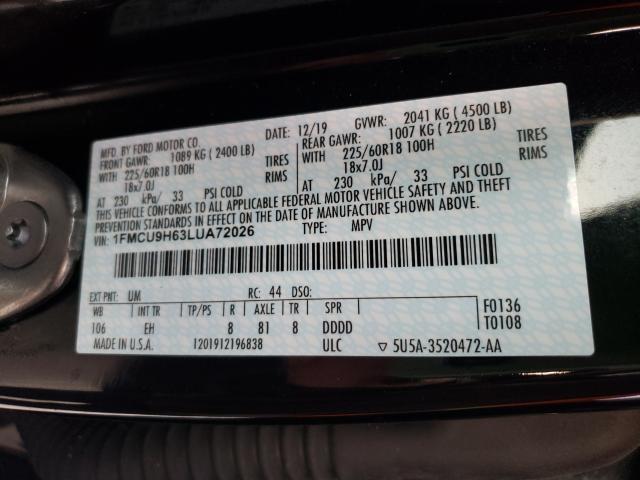 MFD. BY FORD MOTOR CO. 12/19 GVWR: 2041 KG ( 4500 LB)
FRONT GAWR: 1089 KG ( 2400 LB) REAR GAWR: 1007 KG ( 2220 LB)
WITH 225/60R18 100H TIRES WITH 225/60R18 100H TIRES
18x7.0J RIMS 18x7.0J RIMS
AT 230 kPa/ 33 PSI COLD AT 230 kPa/ 33 PSI COLD
THIS VEHICLE CONFORMS TO ALL APPLICABLE FEDERAL MOTOR VEHICLE SAFETY AND THEFT
PREVENTION STANDARDS IN EFFECT ON THE DATE OF MANUFACTURE SHOWN ABOVE.
VIN: 1FMCU9H63LUA72026 TYPE: MPV
EXT PNT: UM RC: 44 DSO:
WB INT TR TP/PS R AXLE TR SPR F0136
106 EH 8 81 8 DDDD T0108
MADE IN U.S.A. 1201912196838 ULC ▽ 5U5A-3520472-AA